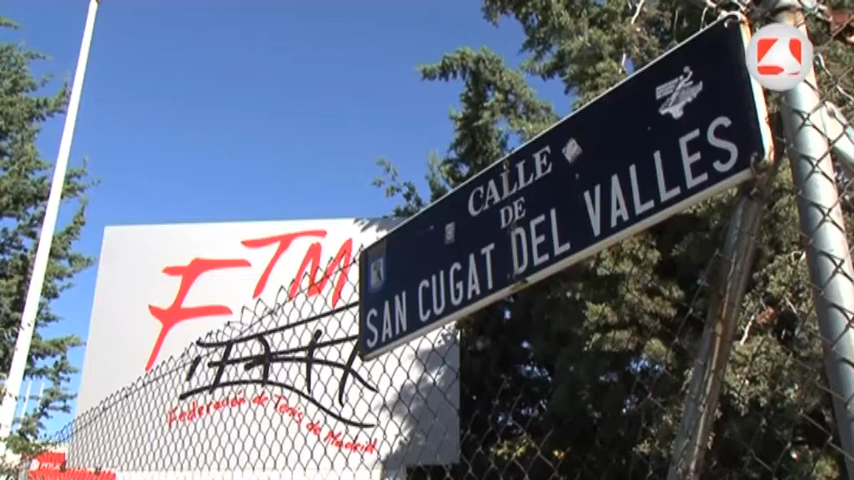 CALLE
DE
SAN CUGAT DEL VALLES
FTM
Federación de Tenis de Madrid